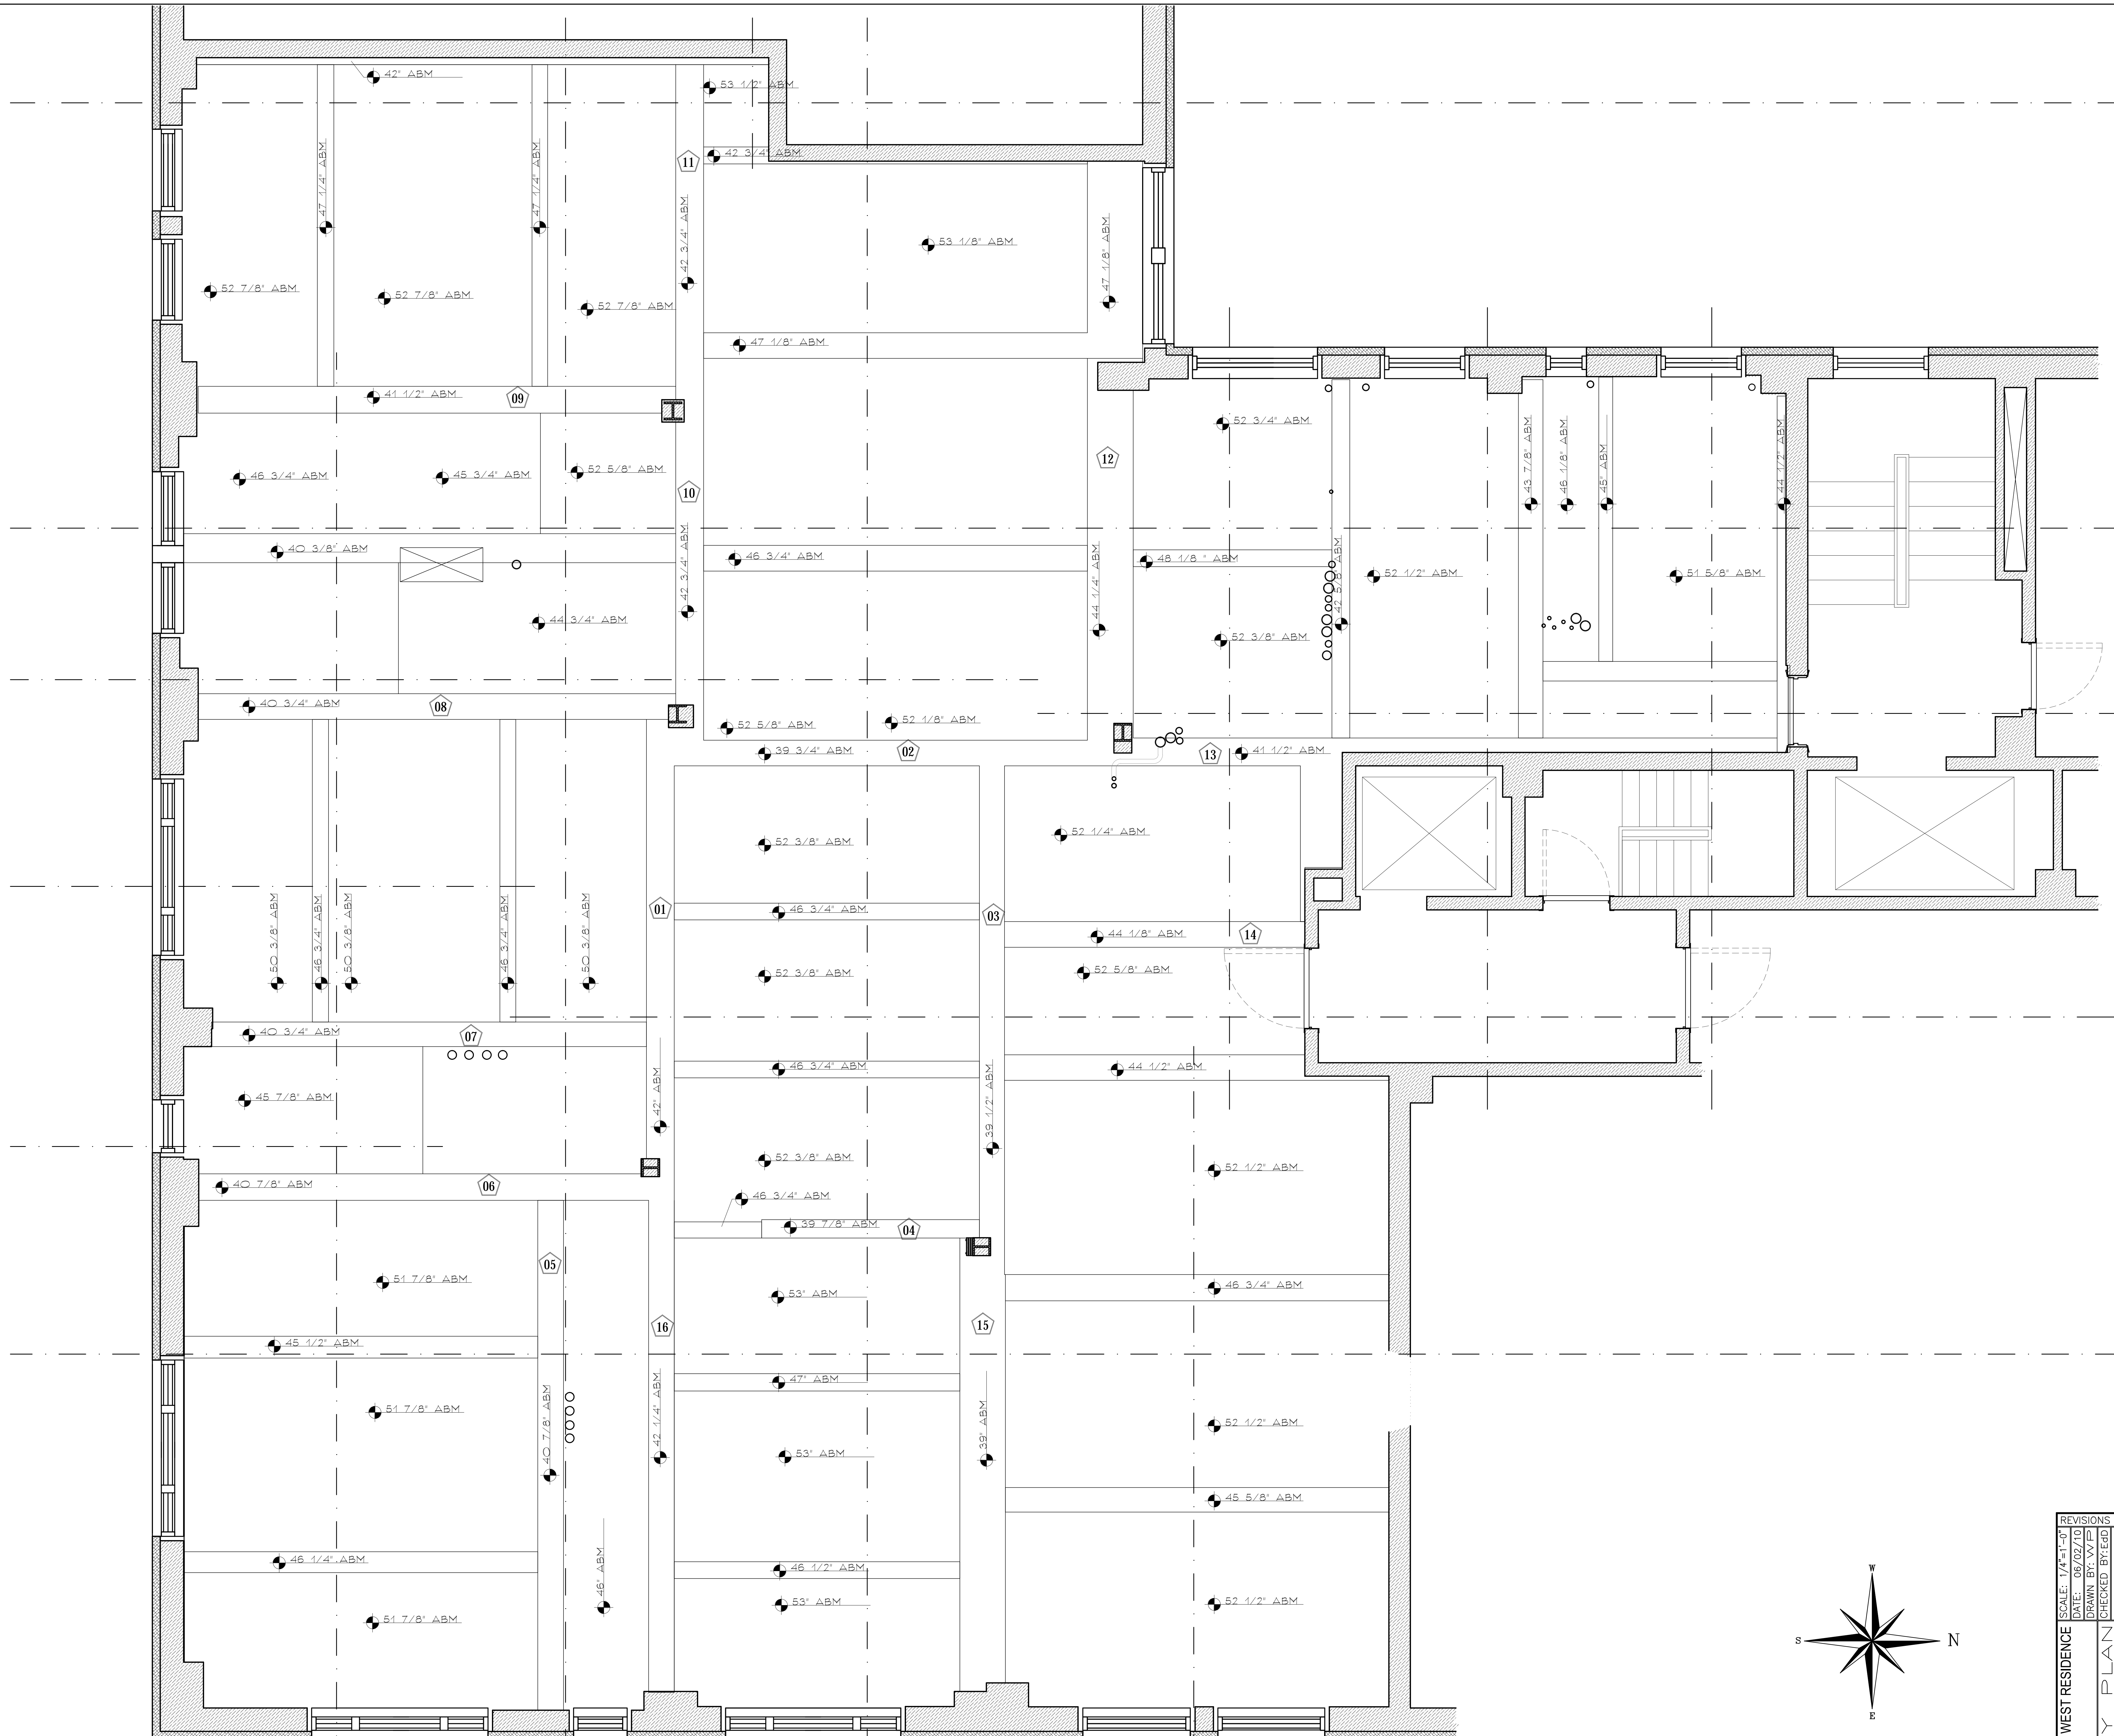 42" ABM
53 1/2" ABM
42 3/4" ABM
11
47 1/4" ABM
47 1/4" ABM
42 3/4" ABM
47 1/8" ABM
53 1/8" ABM
52 7/8" ABM
52 7/8" ABM
52 7/8" ABM
47 1/8" ABM
41 1/2" ABM
09
52 3/4" ABM
12
43 7/8" ABM
46 1/8" ABM
45" ABM
44 1/2" ABM
46 3/4" ABM
45 3/4" ABM
52 5/8" ABM
10
40 3/8" ABM
42 3/4" ABM
46 3/4" ABM
44 1/4" ABM
48 1/8 " ABM
42 5/8" ABM
52 1/2" ABM
51 5/8" ABM
44 3/4" ABM
52 3/8" ABM
40 3/4" ABM
08
52 5/8" ABM
52 1/8" ABM
39 3/4" ABM
02
13
41 1/2" ABM
52 1/4" ABM
52 3/8" ABM
50 3/8" ABM
46 3/4" ABM
50 3/8" ABM
46 3/4" ABM
50 3/8" ABM
01
46 3/4" ABM
03
44 1/8" ABM
14
52 3/8" ABM
52 5/8" ABM
40 3/4" ABM
07
42" ABM
46 3/4" ABM
39 1/2" ABM
44 1/2" ABM
45 7/8" ABM
52 3/8" ABM
52 1/2" ABM
40 7/8" ABM
06
46 3/4" ABM
39 7/8" ABM
04
05
51 7/8" ABM
53" ABM
46 3/4" ABM
16
15
45 1/2" ABM
47" ABM
51 7/8" ABM
40 7/8" ABM
42 1/4" ABM
53" ABM
39" ABM
52 1/2" ABM
45 5/8" ABM
46 1/4" ABM
46" ABM
46 1/2" ABM
51 7/8" ABM
53" ABM
52 1/2" ABM
W
S
N
E
REVISIONS
SCALE: 1/4"=1'-0"
DATE: 06/02/10
DRAWN BY: WP
CHECKED BY: EdD
WEST RESIDENCE
PLAN